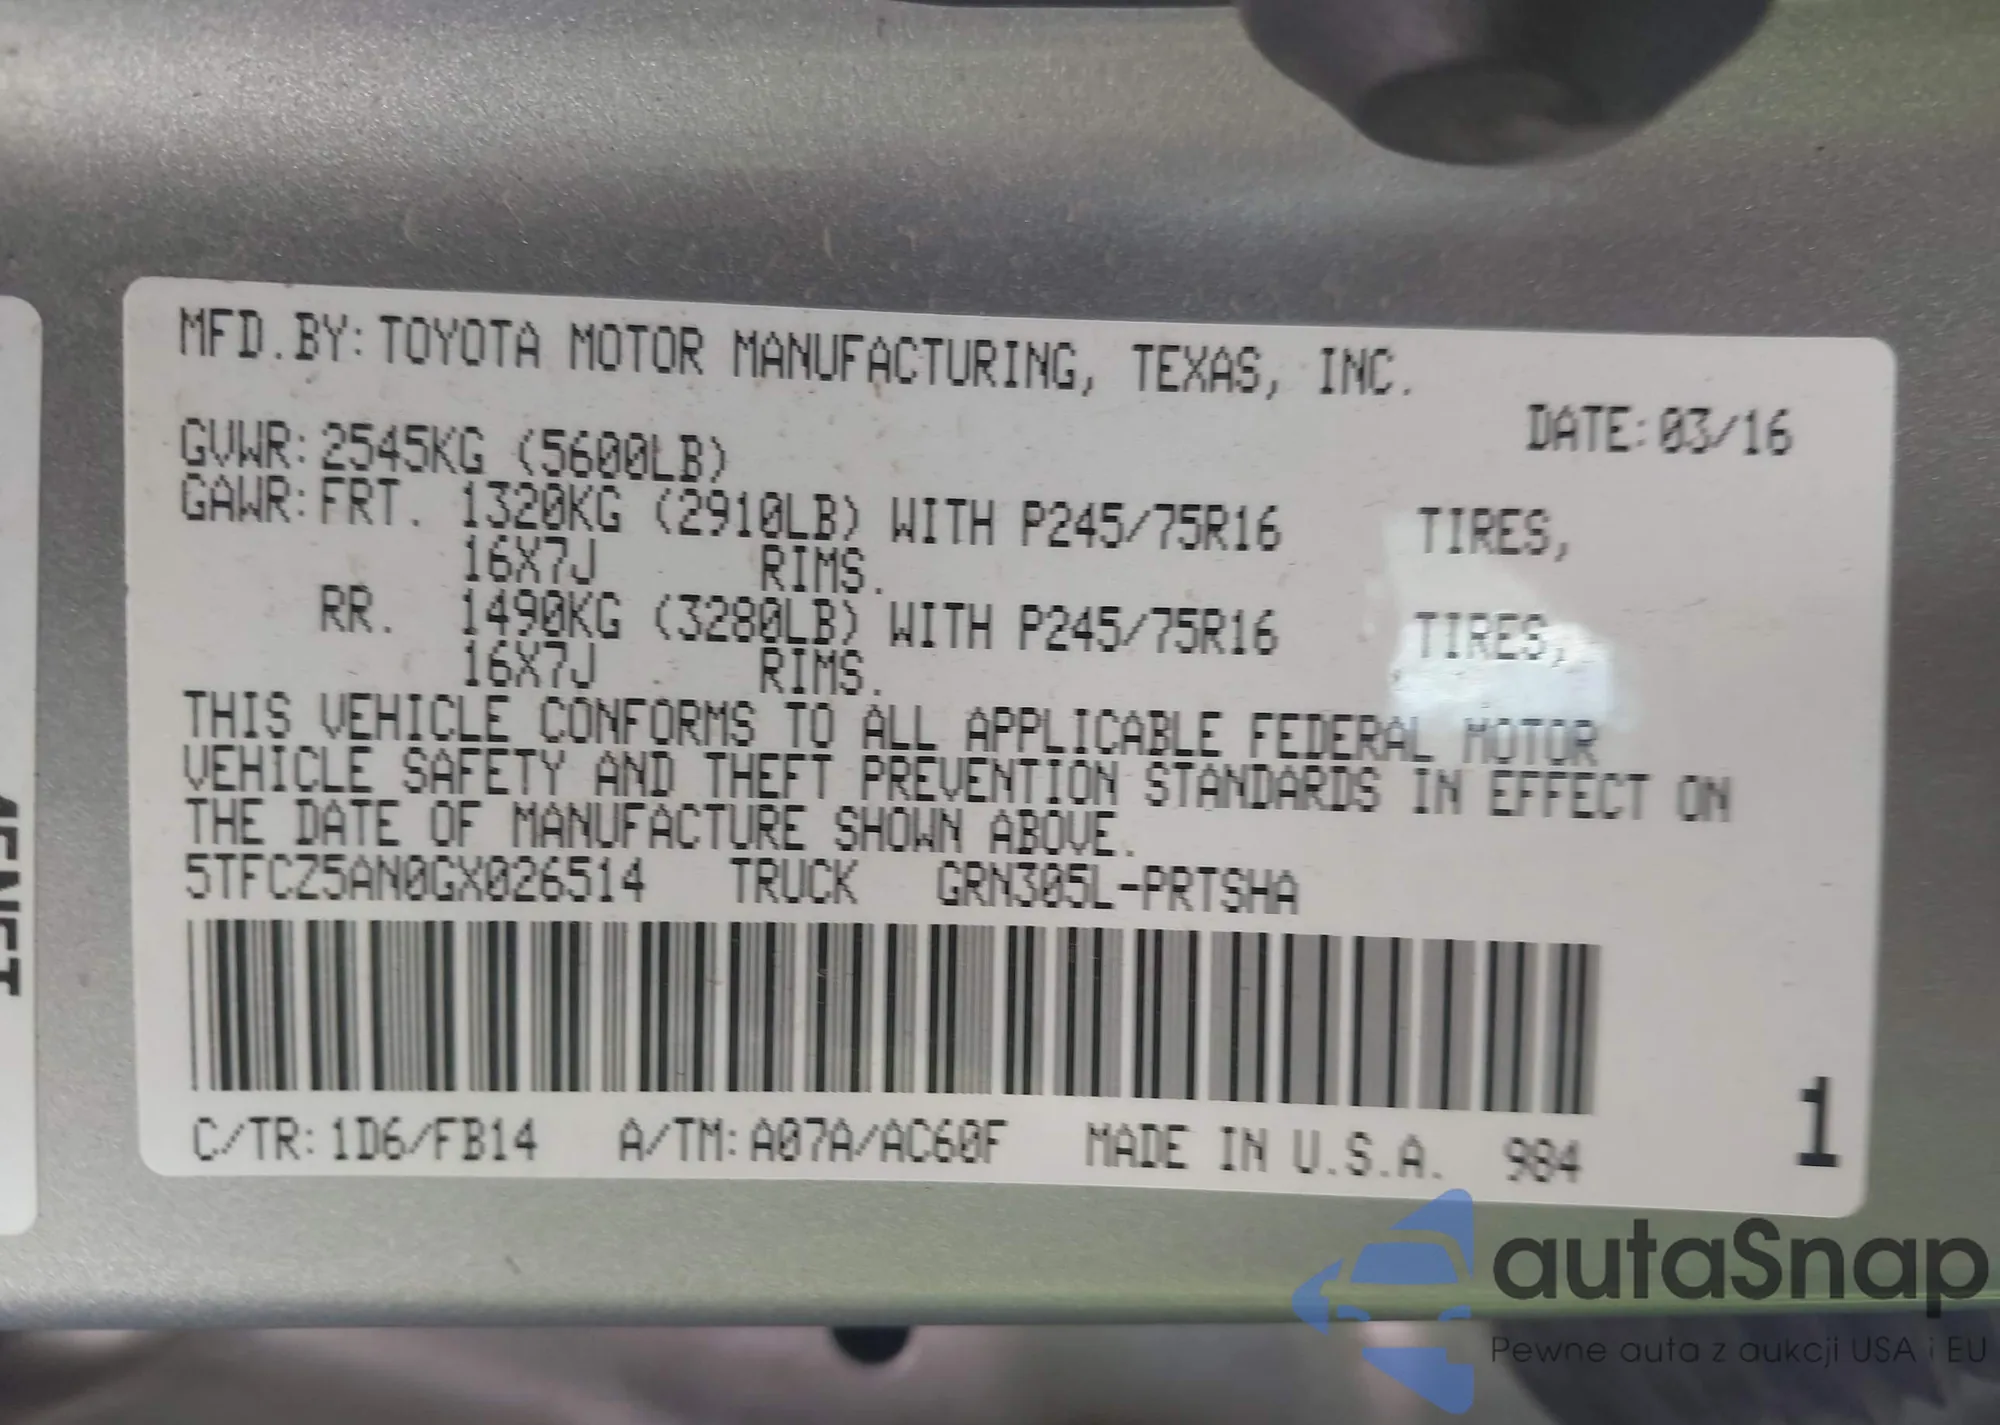 MFD.BY: TOYOTA MOTOR MANUFACTURING, TEXAS, INC.
DATE: 03/16
GVWR: 2545KG (5600LB)
GAWR: FRT. 1320KG (2910LB) WITH P245/75R16 TIRES,
16X7J RIMS.
RR. 1490KG (3280LB) WITH P245/75R16 TIRES,
16X7J RIMS.
THIS VEHICLE CONFORMS TO ALL APPLICABLE FEDERAL MOTOR
VEHICLE SAFETY AND THEFT PREVENTION STANDARDS IN EFFECT ON
THE DATE OF MANUFACTURE SHOWN ABOVE.
5TFCZ5AN0GX026514 TRUCK GRN305L-PRTSHA
C/TR: 1D6/FB14 A/TM: A07A/AC60F MADE IN U.S.A. 984
1
autaSnap
Pewne auta z aukcji USA i EU